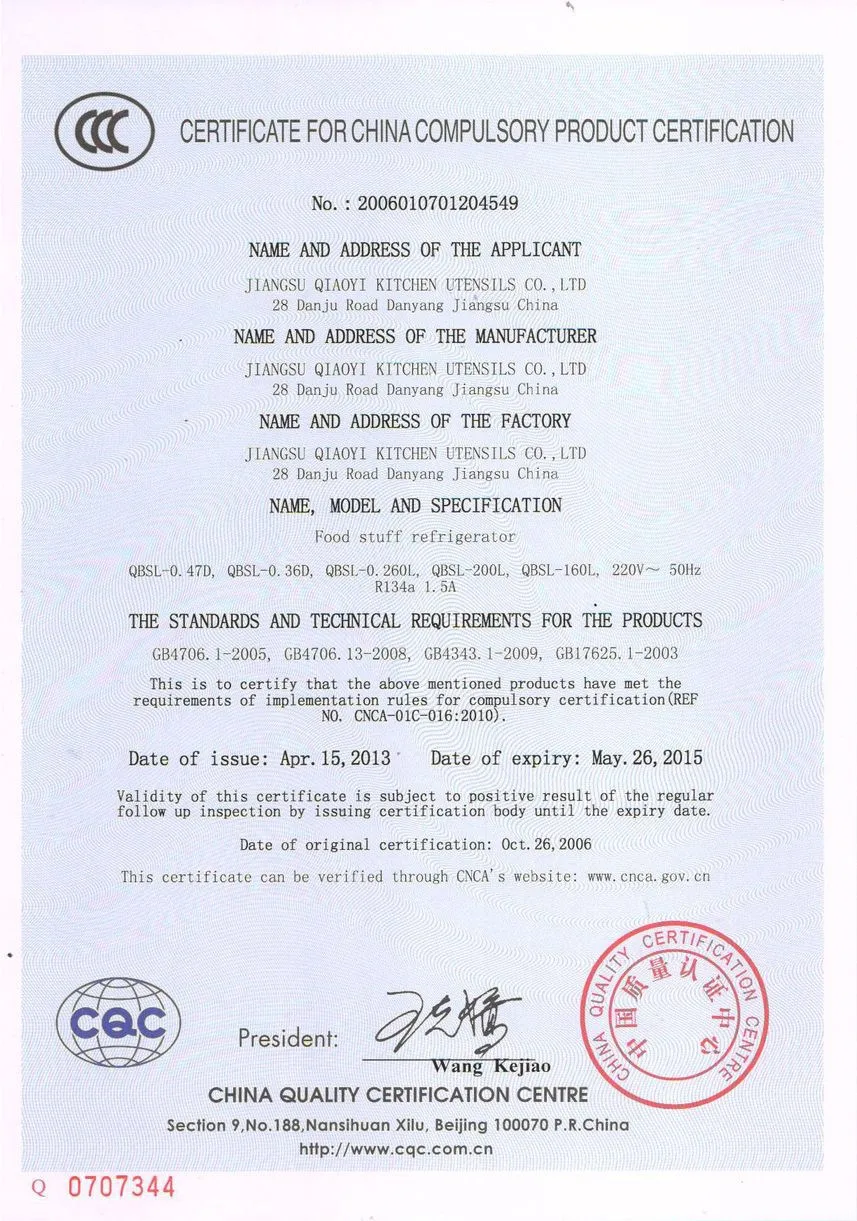 CCC
CERTIFICATE FOR CHINA COMPULSORY PRODUCT CERTIFICATION
No.: 2006010701204549
NAME AND ADDRESS OF THE APPLICANT
JIANGSU QIAOYI KITCHEN UTENSILS CO.,LTD
28 Danju Road Danyang Jiangsu China
NAME AND ADDRESS OF THE MANUFACTURER
JIANGSU QIAOYI KITCHEN UTENSILS CO.,LTD
28 Danju Road Danyang Jiangsu China
NAME AND ADDRESS OF THE FACTORY
JIANGSU QIAOYI KITCHEN UTENSILS CO.,LTD
28 Danju Road Danyang Jiangsu China
NAME, MODEL AND SPECIFICATION
Food stuff refrigerator
QBSL-0.47D, QBSL-0.36D, QBSL-0.260L, QBSL-200L, QBSL-160L, 220V~ 50Hz
R134a 1.5A
THE STANDARDS AND TECHNICAL REQUIREMENTS FOR THE PRODUCTS
GB4706.1-2005, GB4706.13-2008, GB4343.1-2009, GB17625.1-2003
This is to certify that the above mentioned products have met the
requirements of implementation rules for compulsory certification(REF
NO. CNCA-01C-016:2010).
Date of issue: Apr.15,2013 Date of expiry: May.26,2015
Validity of this certificate is subject to positive result of the regular
follow up inspection by issuing certification body until the expiry date.
Date of original certification: Oct.26,2006
This certificate can be verified through CNCA's website: www.cnca.gov.cn
CHINA QUALITY CERTIFICATION CENTRE
中国质量认证中心
CQC
President:
王克娇
Wang Kejiao
CHINA QUALITY CERTIFICATION CENTRE
Section 9,No.188,Nansihuan Xilu, Beijing 100070 P.R.China
http://www.cqc.com.cn
Q 0707344